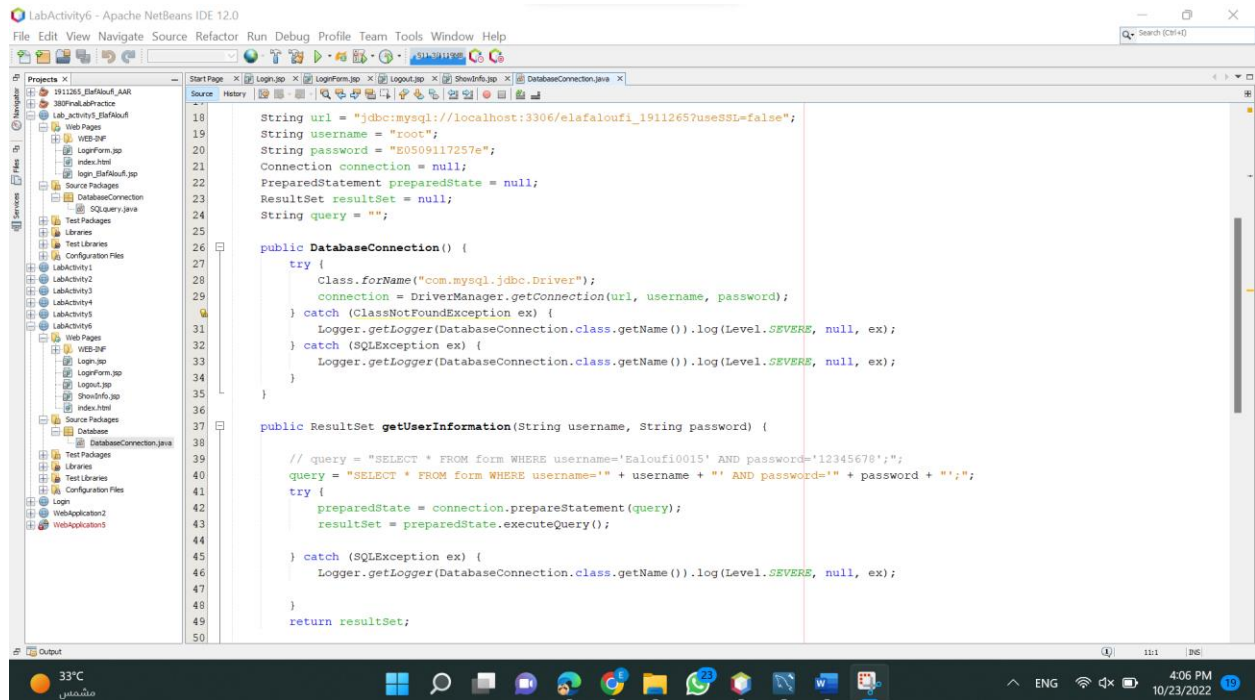 LabActivity6 - Apache NetBeans IDE 12.0
File Edit View Navigate Source Refactor Run Debug Profile Team Tools Window Help
Search (Ctrl+I)
Projects
Start Page Login.jsp LoginForm.jsp Logout.jsp ShowInfo.jsp DatabaseConnection.java
Navigator
Files
Services
1911265_ElafAloufi_AAR
380FinalLabPractice
Lab_activity5_ElafAloufi
Web Pages
WEB-INF
LoginForm.jsp
index.html
login_ElafAloufi.jsp
Source Packages
DatabaseConnection
SQLquery.java
Test Packages
Libraries
Test Libraries
Configuration Files
LabActivity1
LabActivity2
LabActivity3
LabActivity4
LabActivity5
LabActivity6
Web Pages
WEB-INF
Login.jsp
LoginForm.jsp
Logout.jsp
ShowInfo.jsp
index.html
Source Packages
Database
DatabaseConnection.java
Test Packages
Libraries
Test Libraries
Configuration Files
Login
WebApplication2
WebApplication5
Source History
18 String url = "jdbc:mysql://localhost:3306/elafaloufi_1911265?useSSL=false";
19 String username = "root";
20 String password = "E0509117257e";
21 Connection connection = null;
22 PreparedStatement preparedState = null;
23 ResultSet resultSet = null;
24 String query = "";
25
26 public DatabaseConnection() {
27 try {
28 Class.forName("com.mysql.jdbc.Driver");
29 connection = DriverManager.getConnection(url, username, password);
} catch (ClassNotFoundException ex) {
31 Logger.getLogger(DatabaseConnection.class.getName()).log(Level.SEVERE, null, ex);
32 } catch (SQLException ex) {
33 Logger.getLogger(DatabaseConnection.class.getName()).log(Level.SEVERE, null, ex);
34 }
35 }
36
37 public ResultSet getUserInformation(String username, String password) {
38
39 // query = "SELECT * FROM form WHERE username='Ealoufi0015' AND password='12345678';";
40 query = "SELECT * FROM form WHERE username='" + username + "' AND password='" + password + "';";
41 try {
42 preparedState = connection.prepareStatement(query);
43 resultSet = preparedState.executeQuery();
44
45 } catch (SQLException ex) {
46 Logger.getLogger(DatabaseConnection.class.getName()).log(Level.SEVERE, null, ex);
47
48 }
49 return resultSet;
50
Output
11:1 INS
33°C
مشمس
23
ENG
4:06 PM
10/23/2022
19